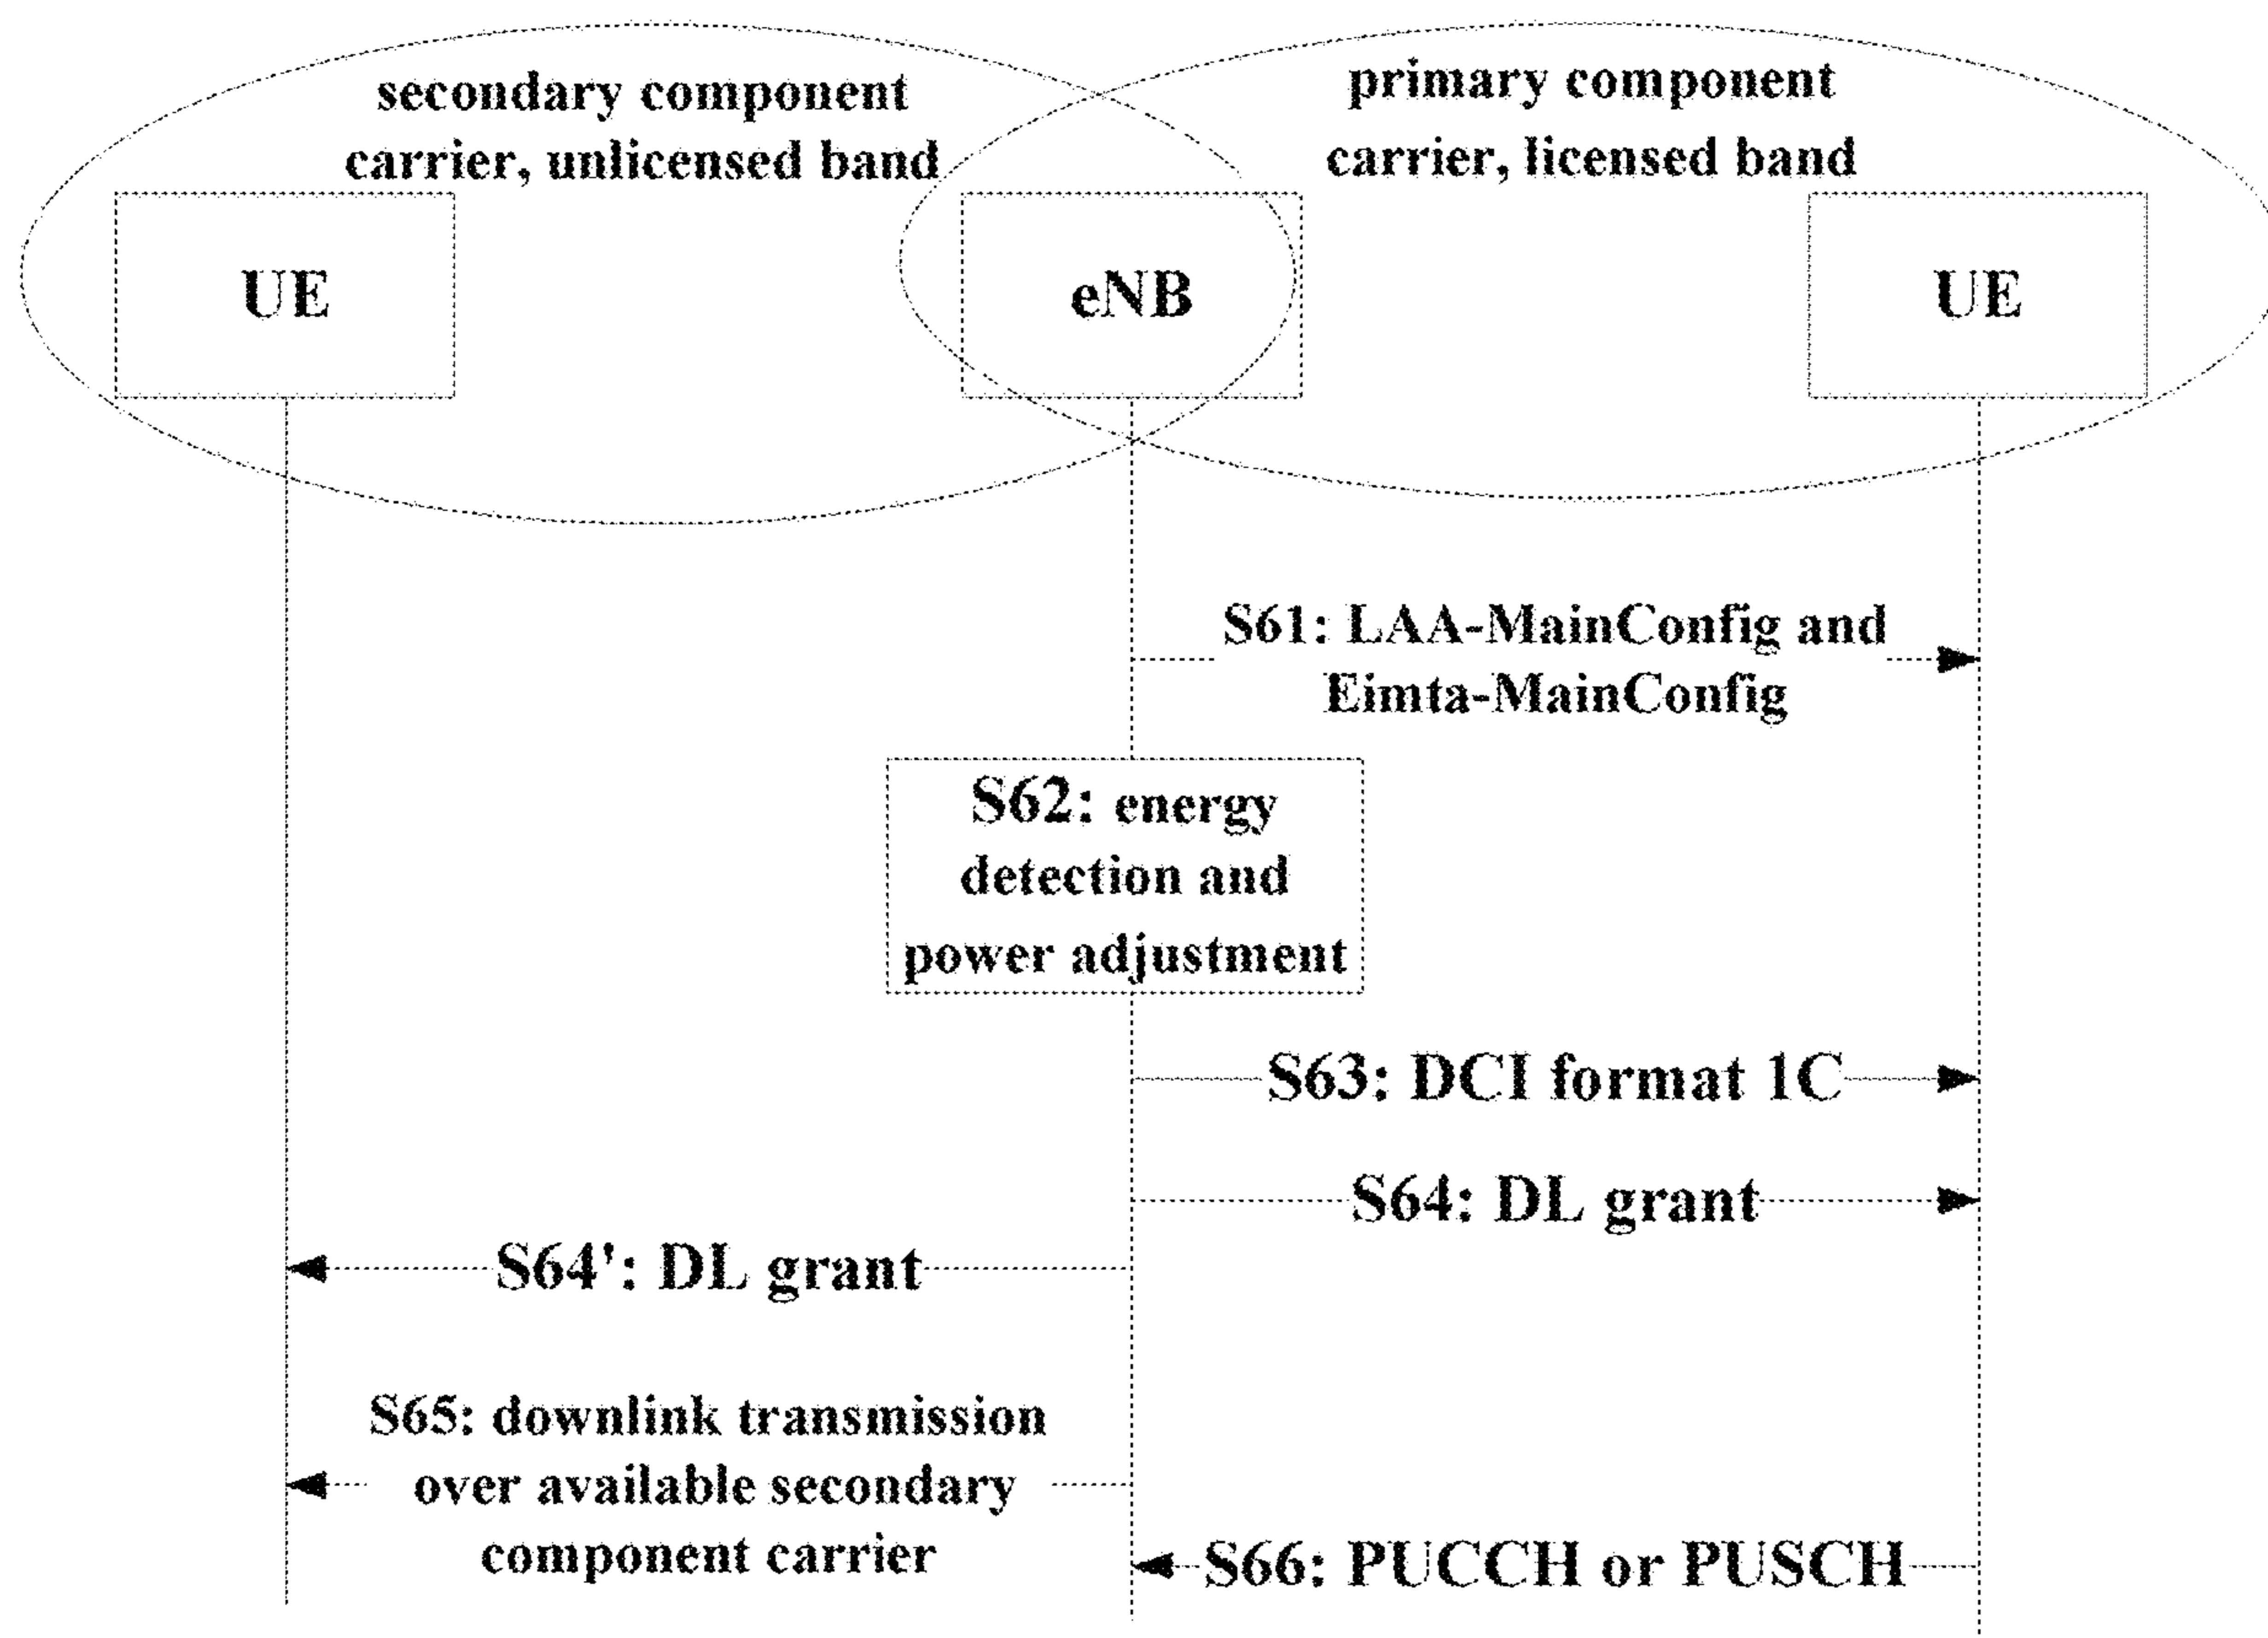 secondary component
carrier, unlicensed band
primary component
carrier, licensed band
UE
eNB
UE
S61: LAA-MainConfig and
Eimta-MainConfig
S62: energy
detection and
power adjustment
S63: DCI format 1C
S64: DL grant
S64': DL grant
S65: downlink transmission
over available secondary
component carrier
S66: PUCCH or PUSCH